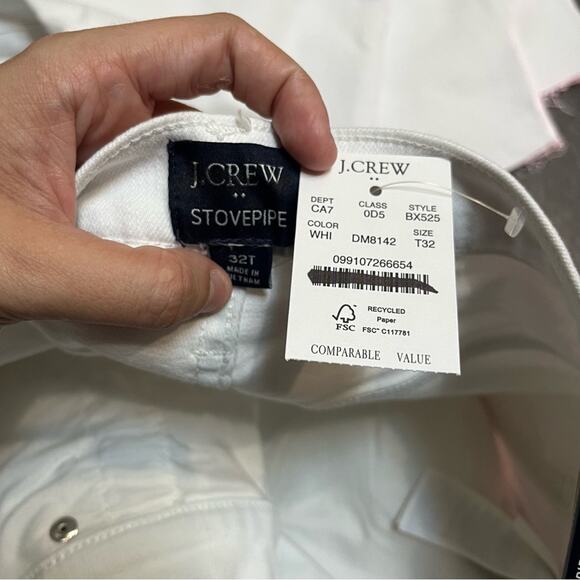 J.CREW
STOVEPIPE
32T
MADE IN
J.CREW
DEPT CLASS STYLE
CA7 0D5 BX525
COLOR SIZE
WHI DM8142 T32
099107266654
FSC
RECYCLED
Paper
FSC™ C117781
COMPARABLE VALUE